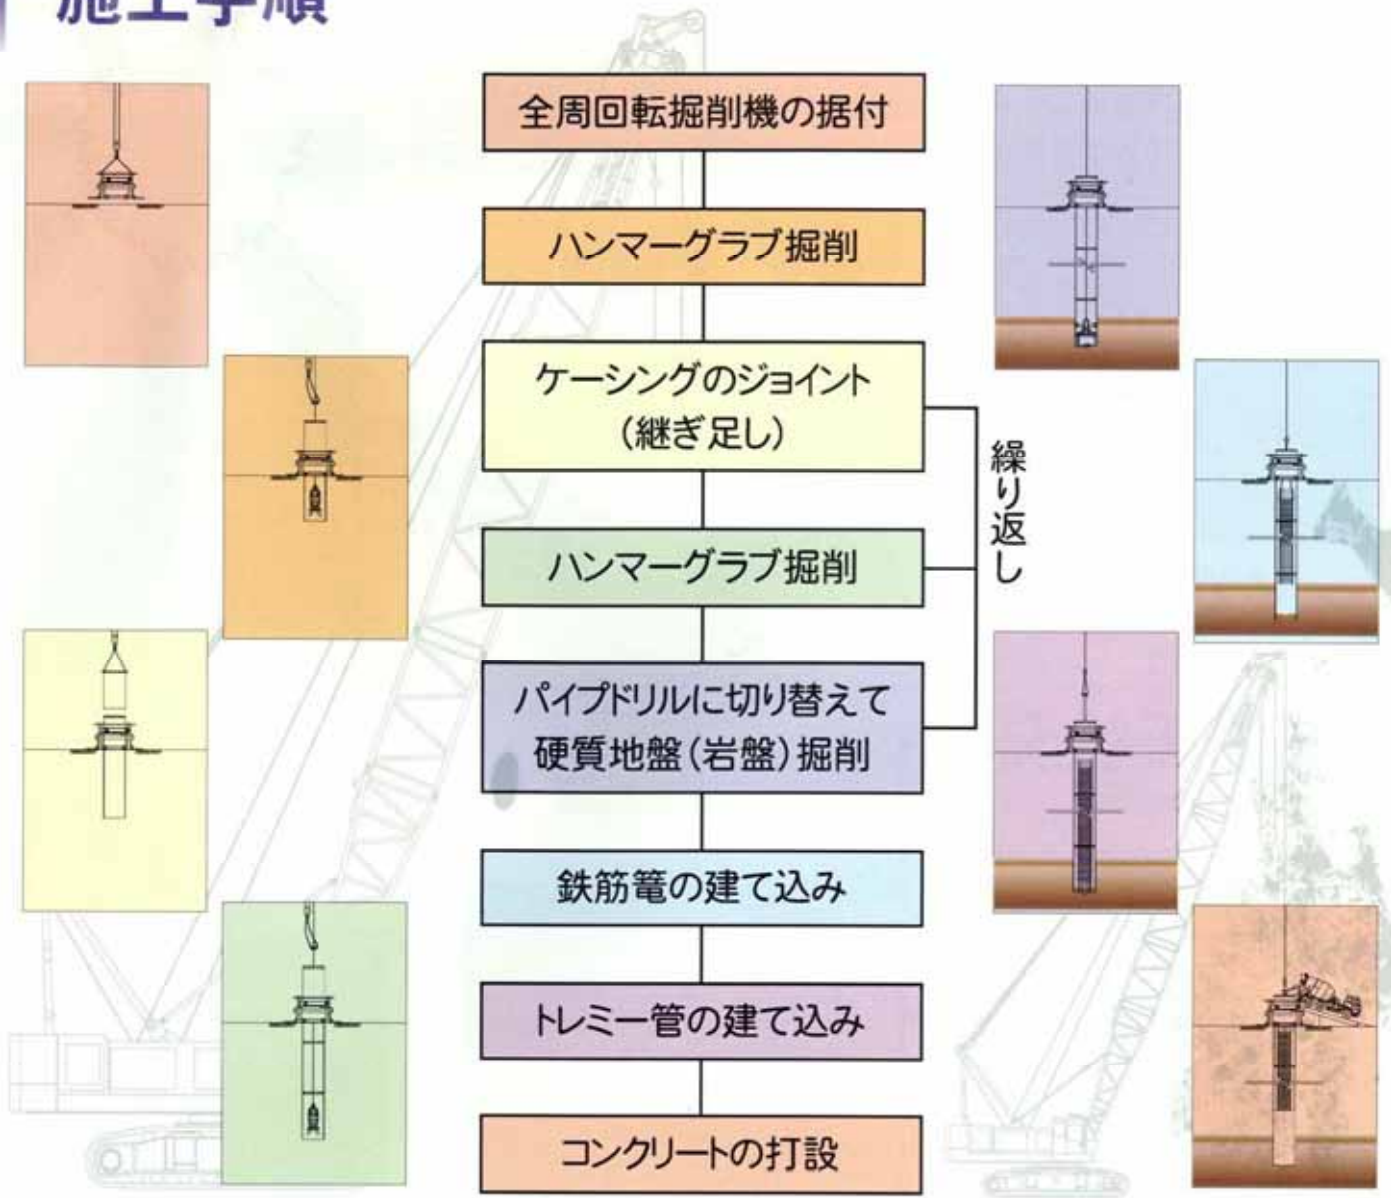 施工手順
全周回転掘削機の据付
ハンマーグラブ掘削
ケーシングのジョイント
(継ぎ足し)
ハンマーグラブ掘削
パイプドリルに切り替えて
硬質地盤(岩盤)掘削
繰り返し
鉄筋篭の建て込み
トレミー管の建て込み
コンクリートの打設